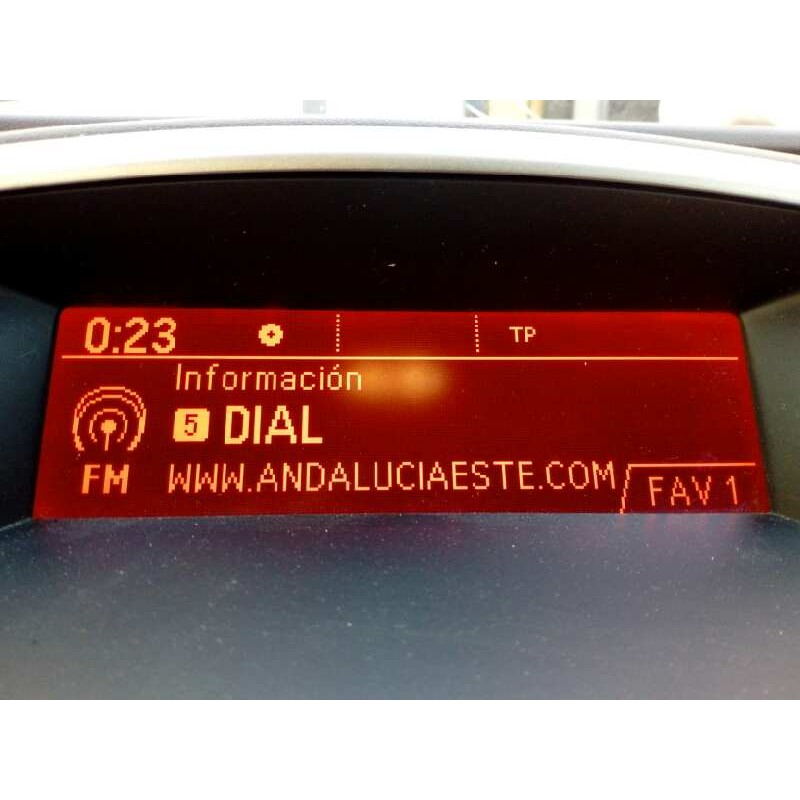 0:23 TP
Información
5 DIAL
FM WWW.ANDALUCIAESTE.COM
FAV 1